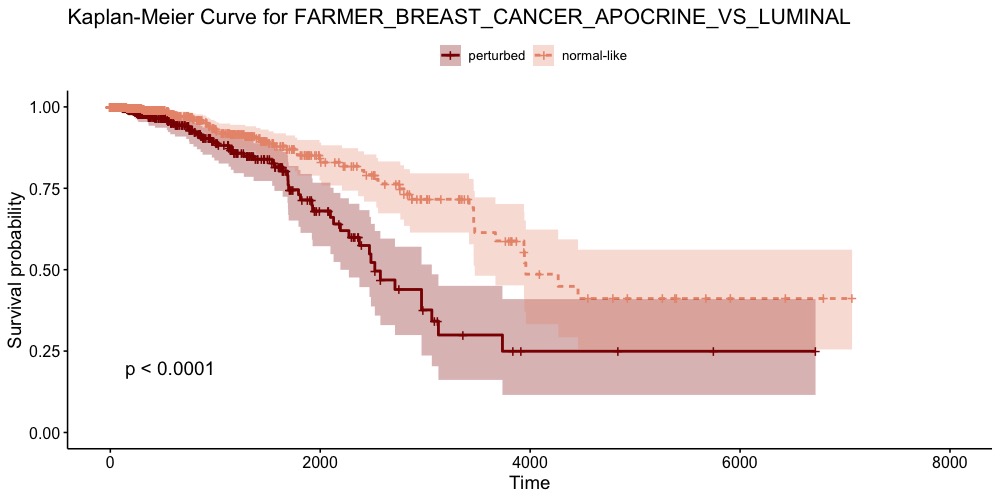 Kaplan-Meier Curve for FARMER_BREAST_CANCER_APOCRINE_VS_LUMINAL
perturbed normal-like
1.00
0.75
0.50
0.25
0.00
Survival probability
p < 0.0001
0 2000 4000 6000 8000
Time